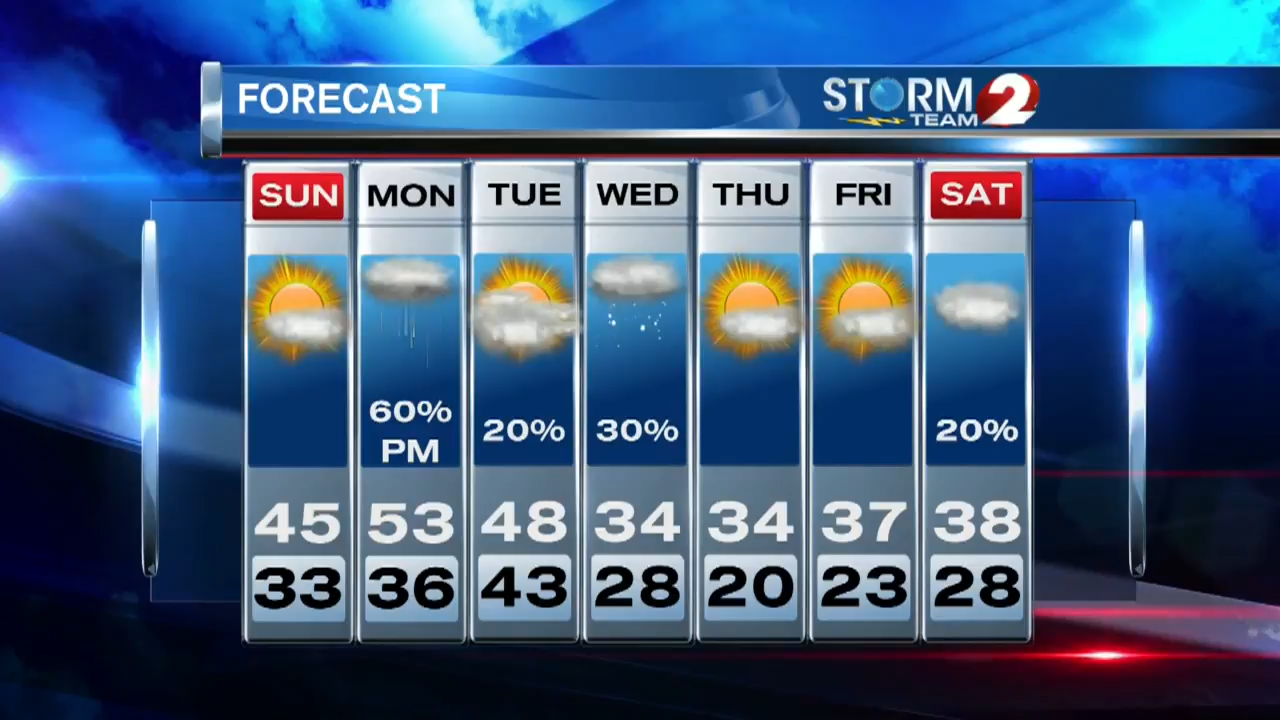 FORECAST
STORM
TEAM 2
SUN MON TUE WED THU FRI SAT
60% PM 20% 30% 20%
45 53 48 34 34 37 38
33 36 43 28 20 23 28